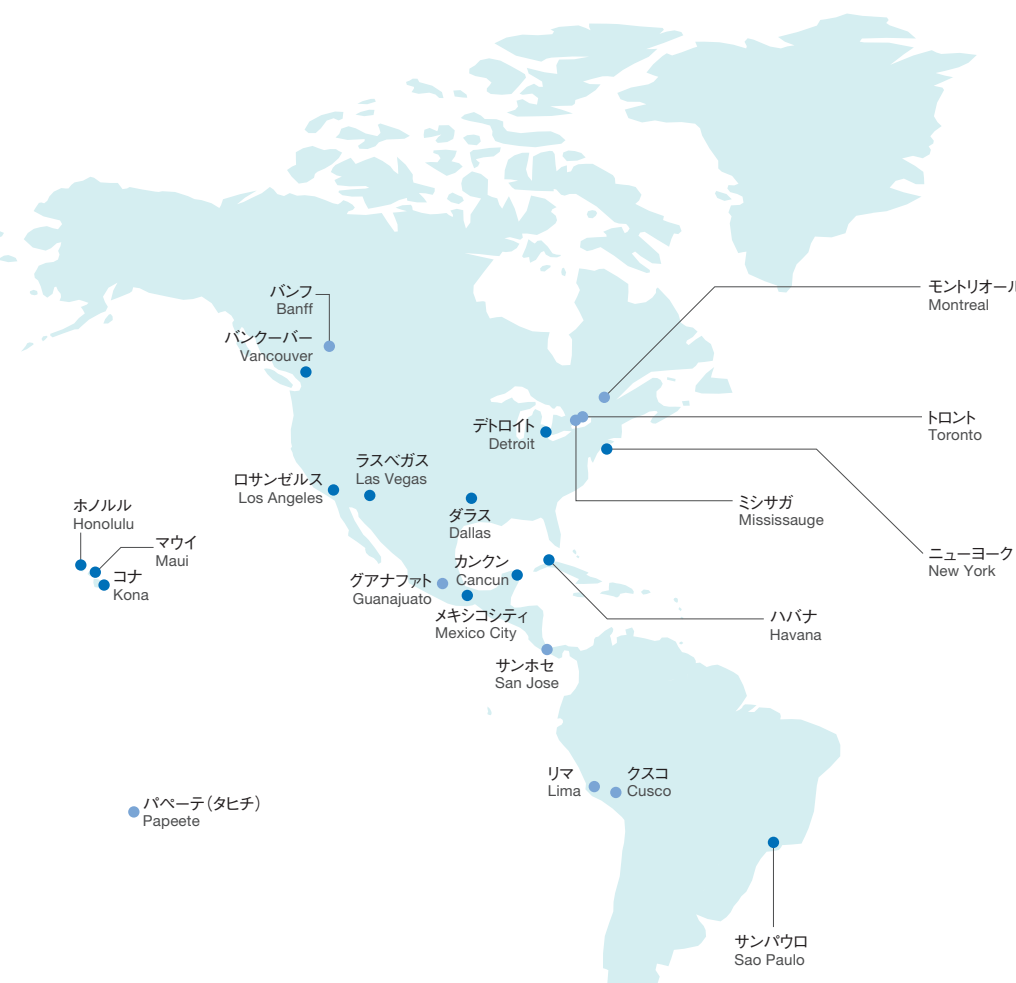 バンフ
Banff
バンクーバー
Vancouver
モントリオール
Montreal
デトロイト
Detroit
トロント
Toronto
ラスベガス
Las Vegas
ロサンゼルス
Los Angeles
ミシサガ
Mississauge
ダラス
Dallas
ホノルル
Honolulu
マウイ
Maui
コナ
Kona
ニューヨーク
New York
カンクン
Cancun
グアナファト
Guanajuato
メキシコシティ
Mexico City
ハバナ
Havana
サンホセ
San Jose
リマ
Lima
クスコ
Cusco
パペーテ（タヒチ）
Papeete
サンパウロ
Sao Paulo